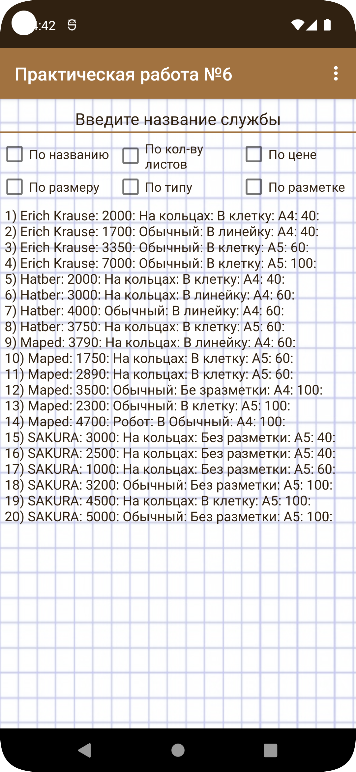 :42
Практическая работа №6
Введите название службы
По названию
По кол-ву
листов
По цене
По размеру
По типу
По разметке
1) Erich Krause: 2000: На кольцах: В клетку: A4: 40:
2) Erich Krause: 1700: Обычный: В линейку: A4: 40:
3) Erich Krause: 3350: Обычный: В клетку: A5: 60:
4) Erich Krause: 7000: Обычный: В клетку: A5: 100:
5) Hatber: 2000: На кольцах: В клетку: A4: 40:
6) Hatber: 3000: На кольцах: В линейку: A4: 60:
7) Hatber: 4000: Обычный: В линейку: A4: 60:
8) Hatber: 3750: На кольцах: В клетку: A5: 60:
9) Maped: 3790: На кольцах: В линейку: A4: 60:
10) Maped: 1750: На кольцах: В клетку: A5: 60:
11) Maped: 2890: На кольцах: В клетку: A5: 60:
12) Maped: 3500: Обычный: Бе зразметки: A4: 100:
13) Maped: 2300: Обычный: В клетку: A5: 100:
14) Maped: 4700: Робот: В Обычный: A4: 100:
15) SAKURA: 3000: На кольцах: Без разметки: A5: 40:
16) SAKURA: 2500: На кольцах: Без разметки: A5: 40:
17) SAKURA: 1000: На кольцах: Без разметки: A5: 60:
18) SAKURA: 3200: Обычный: Без разметки: A5: 100:
19) SAKURA: 4500: На кольцах: В клетку: A5: 100:
20) SAKURA: 5000: Обычный: Без разметки: A5: 100: